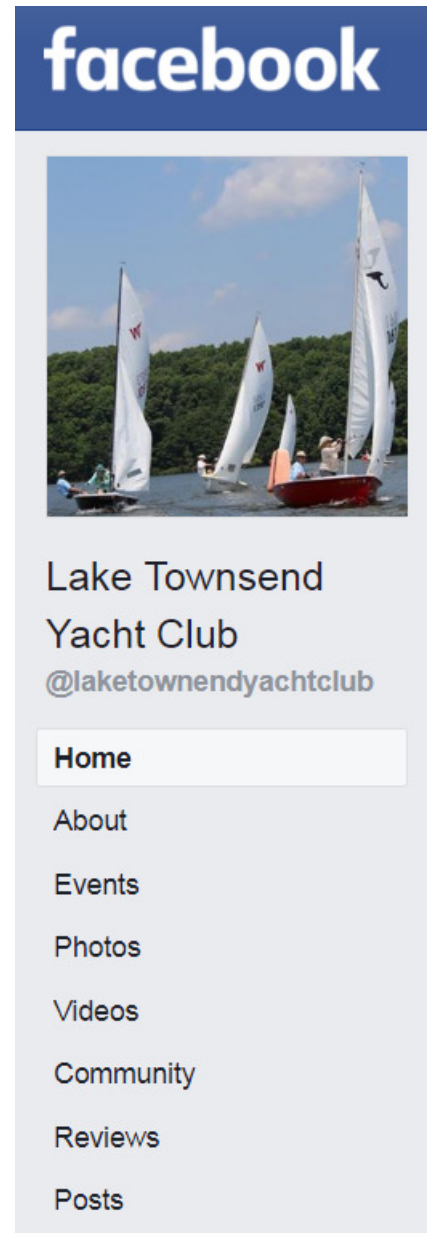 facebook
Lake Townsend
Yacht Club
@laketownendyachtclub
Home
About
Events
Photos
Videos
Community
Reviews
Posts